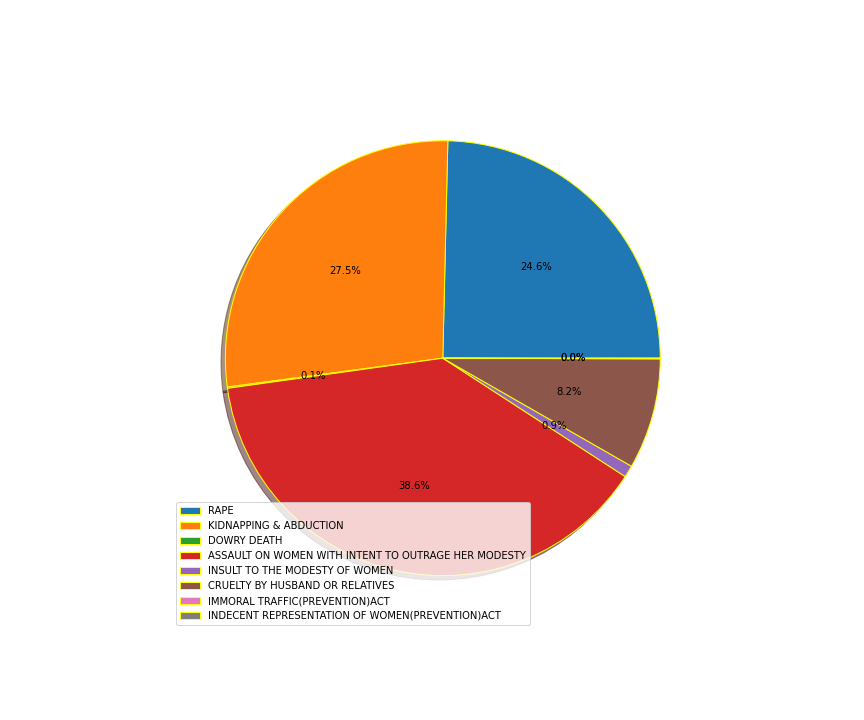 24.6%
27.5%
0.0%
0.1%
8.2%
0.9%
38.6%
RAPE
KIDNAPPING & ABDUCTION
DOWRY DEATH
ASSAULT ON WOMEN WITH INTENT TO OUTRAGE HER MODESTY
INSULT TO THE MODESTY OF WOMEN
CRUELTY BY HUSBAND OR RELATIVES
IMMORAL TRAFFIC(PREVENTION)ACT
INDECENT REPRESENTATION OF WOMEN(PREVENTION)ACT